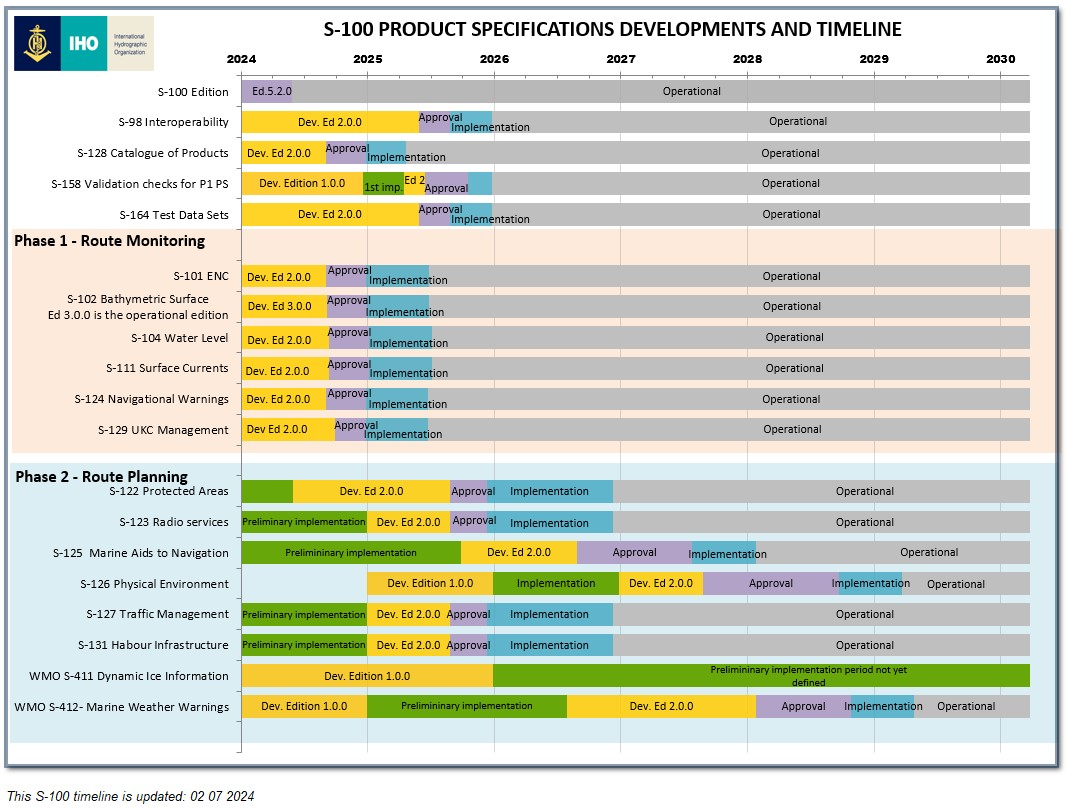 S-100 PRODUCT SPECIFICATIONS DEVELOPMENTS AND TIMELINE
IHO
International
Hydrographic
Organization
2024 2025 2026 2027 2028 2029 2030
S-100 Edition Ed.5.2.0 Operational
S-98 Interoperability Dev. Ed 2.0.0 Approval Implementation Operational
S-128 Catalogue of Products Dev. Ed 2.0.0 Approval Implementation Operational
S-158 Validation checks for P1 PS Dev. Edition 1.0.0 1st imp. Ed 2 Approval Operational
S-164 Test Data Sets Dev. Ed 2.0.0 Approval Implementation Operational
Phase 1 - Route Monitoring
S-101 ENC Dev. Ed 2.0.0 Approval Implementation Operational
S-102 Bathymetric Surface
Ed 3.0.0 is the operational edition Dev. Ed 3.0.0 Approval Implementation Operational
S-104 Water Level Dev. Ed 2.0.0 Approval Implementation Operational
S-111 Surface Currents Dev. Ed 2.0.0 Approval Implementation Operational
S-124 Navigational Warnings Dev. Ed 2.0.0 Approval Implementation Operational
S-129 UKC Management Dev Ed 2.0.0 Approval Implementation Operational
Phase 2 - Route Planning
S-122 Protected Areas Dev. Ed 2.0.0 Approval Implementation Operational
S-123 Radio services Preliminary implementation Dev. Ed 2.0.0 Approval Implementation Operational
S-125 Marine Aids to Navigation Prelimininary implementation Dev. Ed 2.0.0 Approval Implementation Operational
S-126 Physical Environment Dev. Edition 1.0.0 Implementation Dev. Ed 2.0.0 Approval Implementation Operational
S-127 Traffic Management Preliminary implementation Dev. Ed 2.0.0 Approval Implementation Operational
S-131 Habour Infrastructure Preliminary implementation Dev. Ed 2.0.0 Approval Implementation Operational
WMO S-411 Dynamic Ice Information Dev. Edition 1.0.0 Prelimininary implementation period not yet
defined
WMO S-412- Marine Weather Warnings Dev. Edition 1.0.0 Prelimininary implementation Dev. Ed 2.0.0 Approval Implementation Operational
This S-100 timeline is updated: 02 07 2024